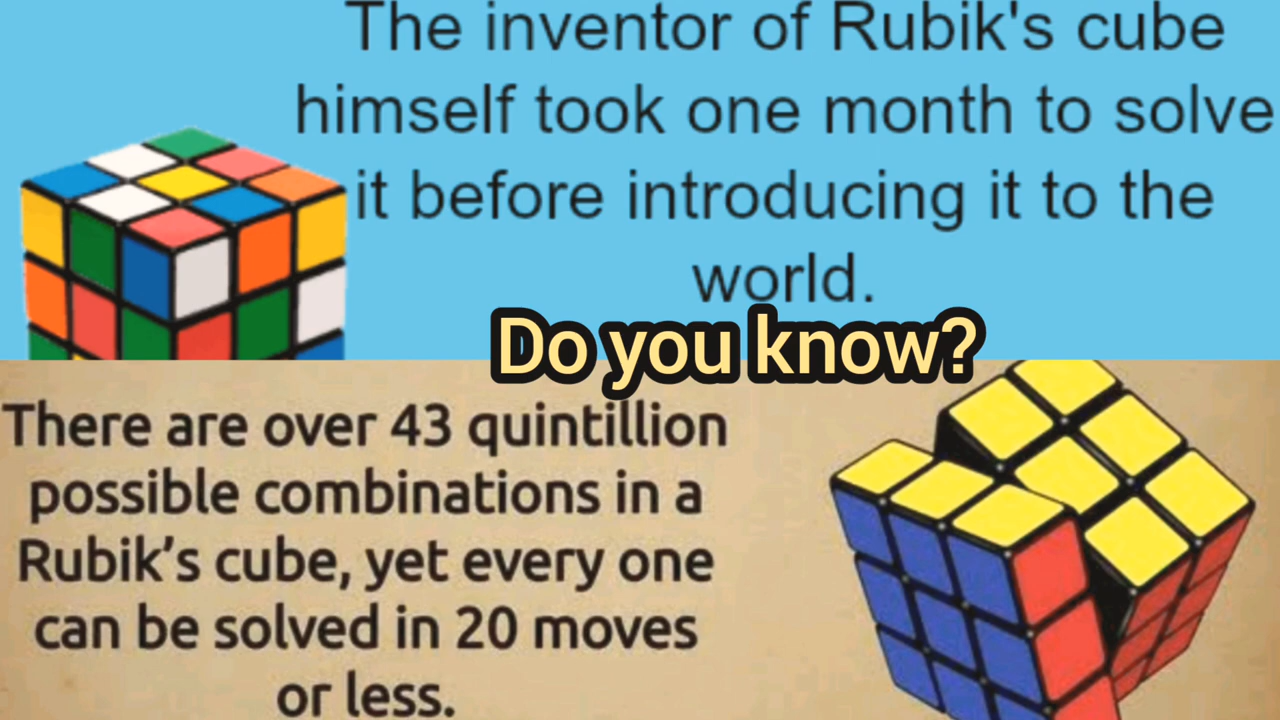 The inventor of Rubik's cube
himself took one month to solve
it before introducing it to the
world.
Do you know?
There are over 43 quintillion
possible combinations in a
Rubik’s cube, yet every one
can be solved in 20 moves
or less.